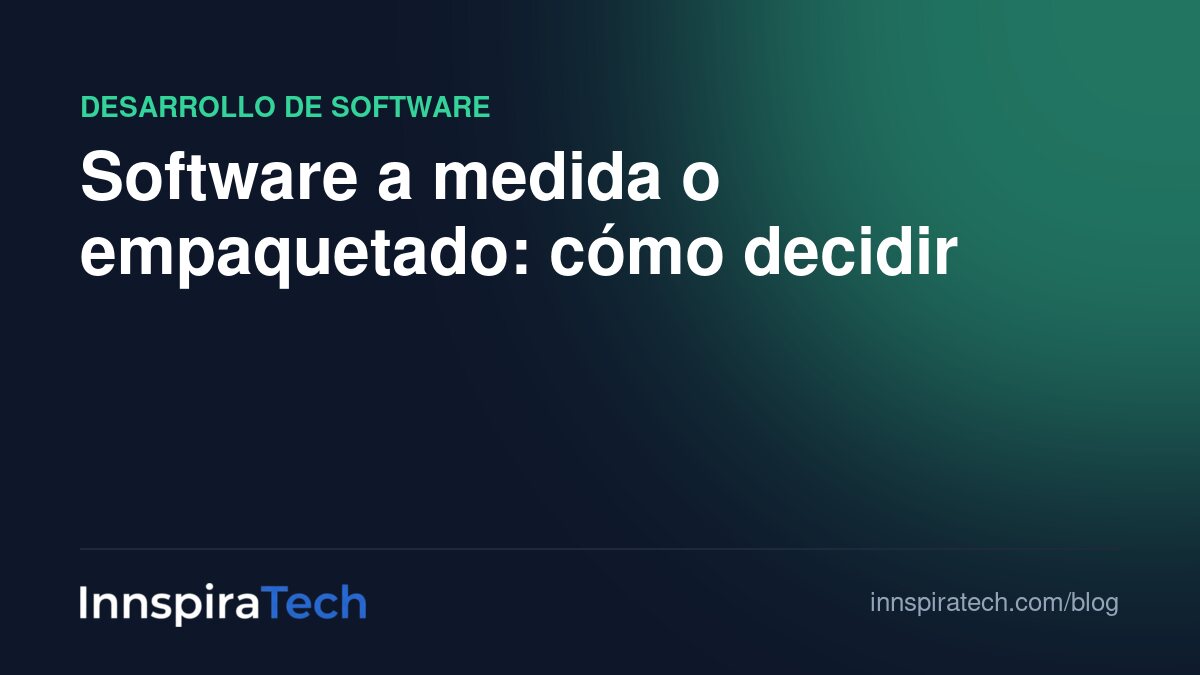 DESARROLLO DE SOFTWARE
Software a medida o
empaquetado: cómo decidir
InnspiraTech
innspiratech.com/blog